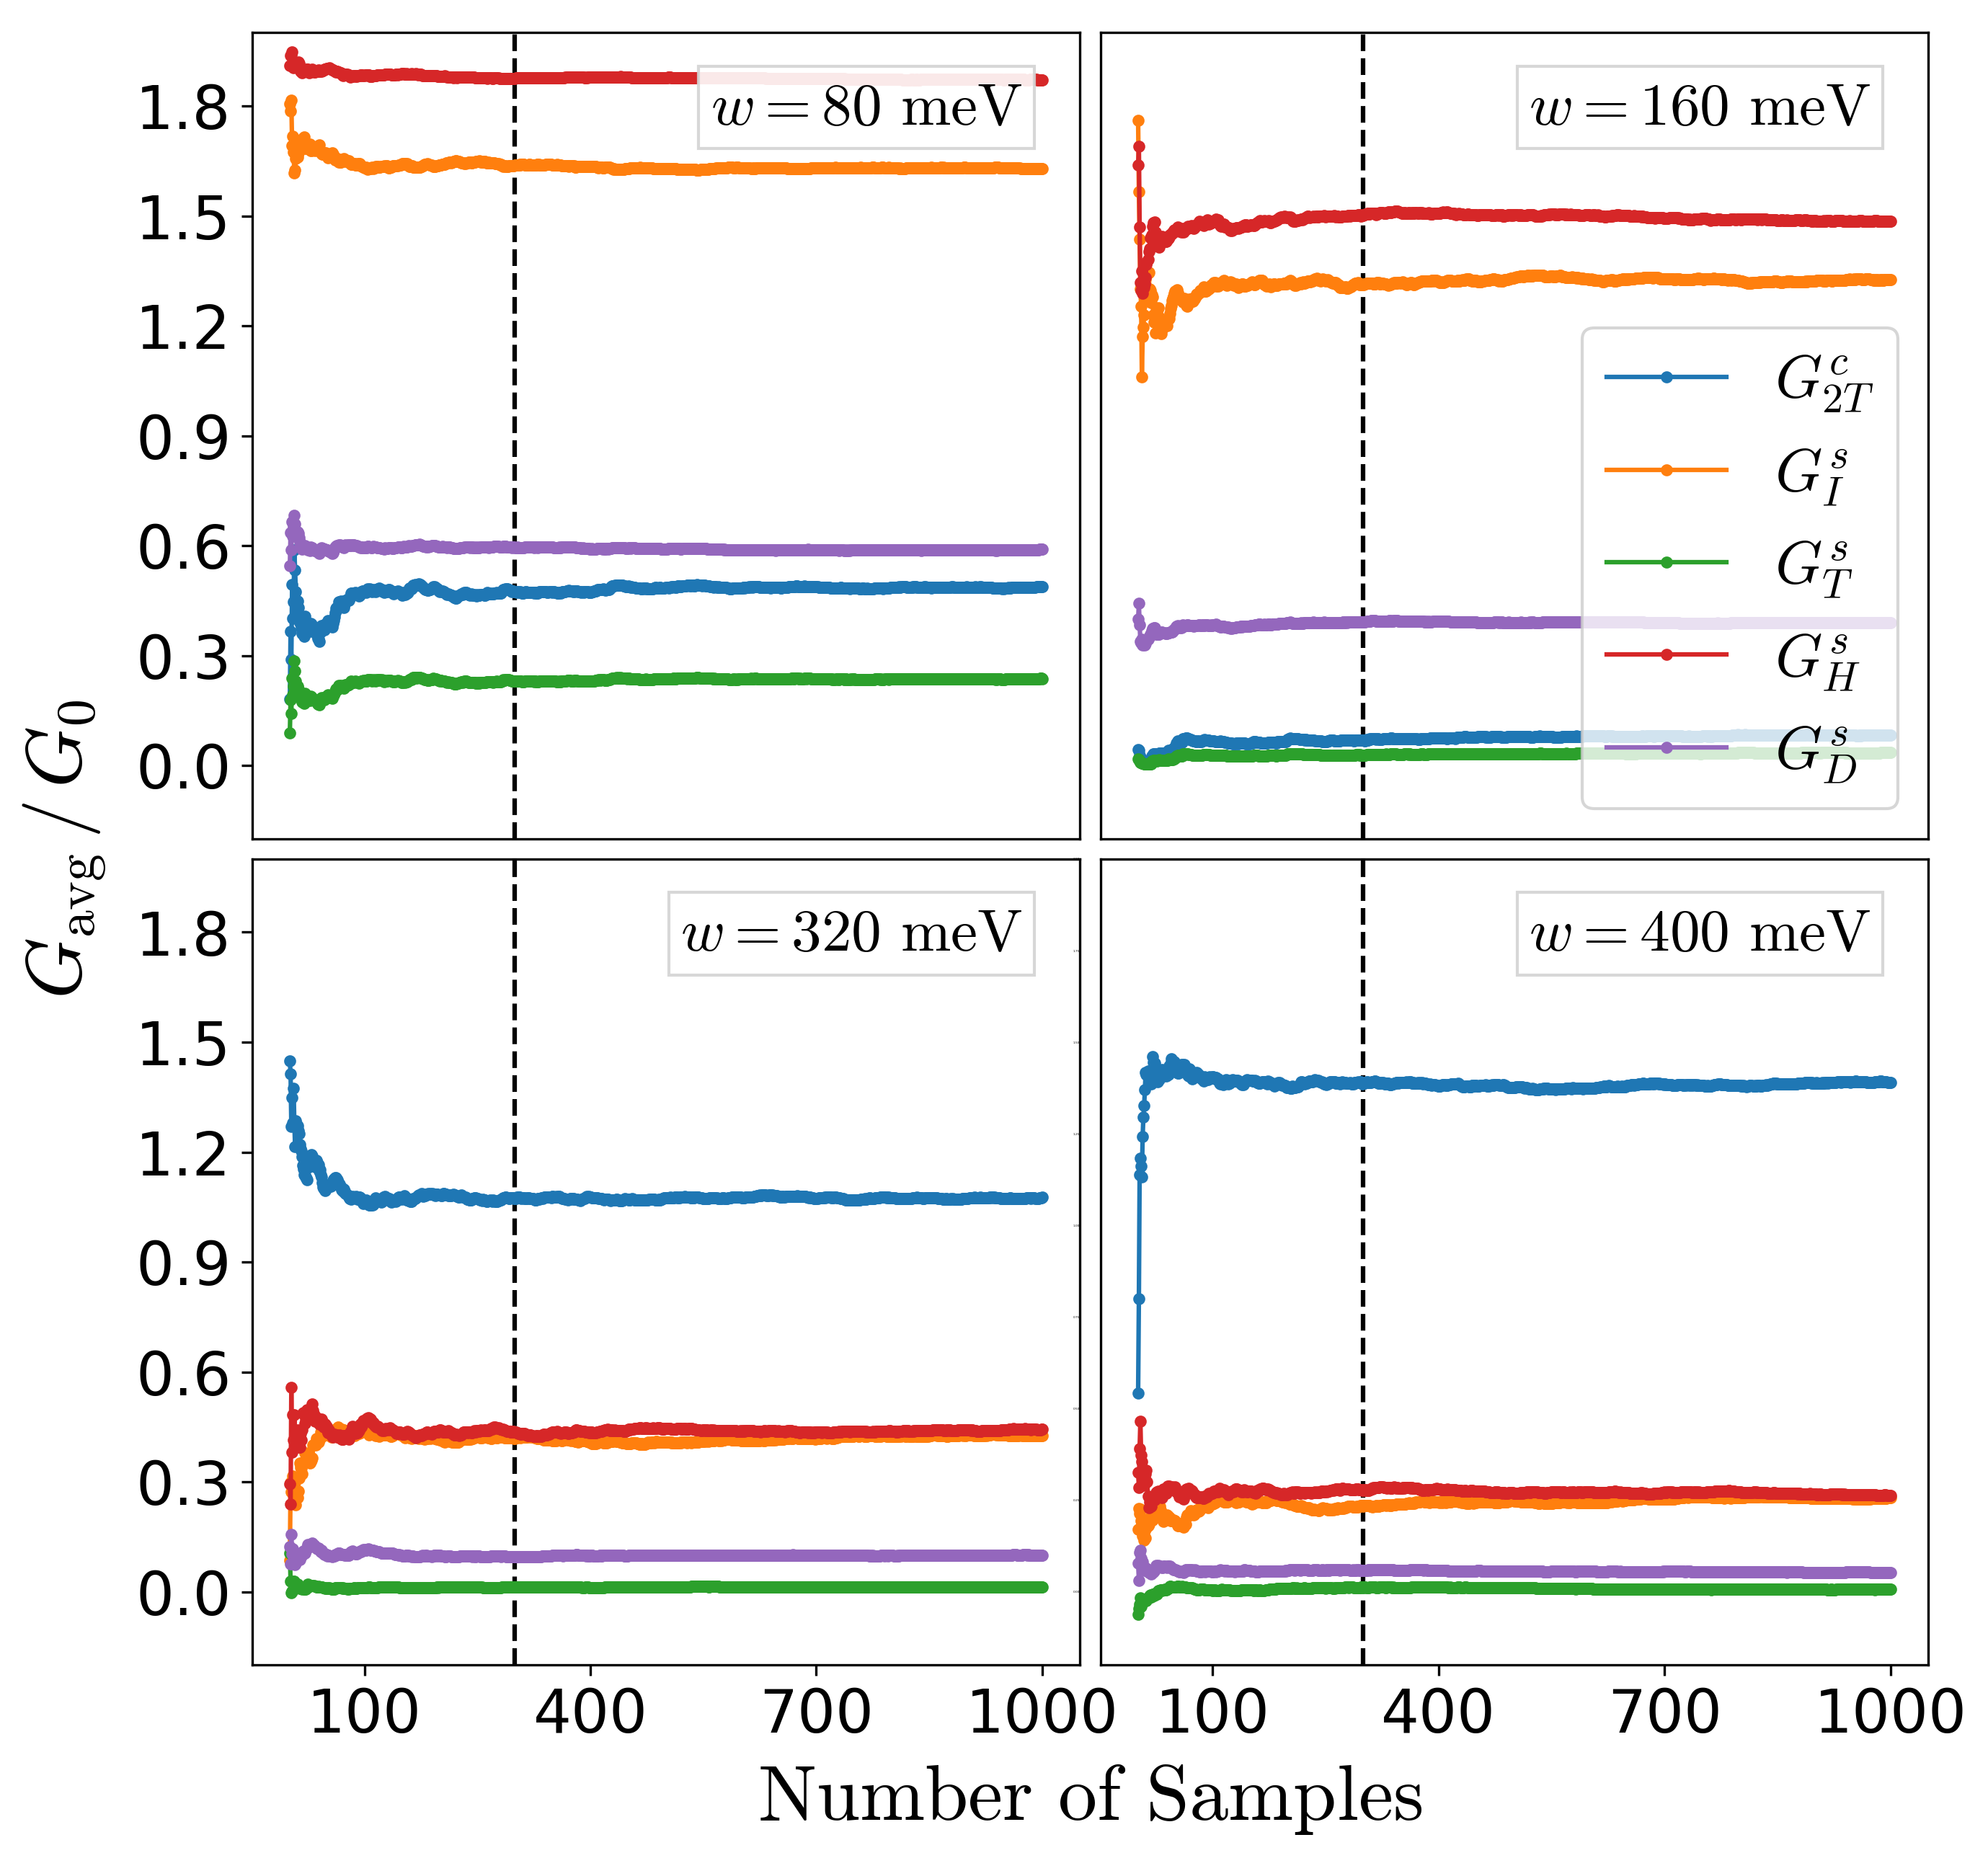 1.8
1.5
1.2
0.9
0.6
0.3
0.0
w = 80 meV
w = 160 meV
G^c_{2T}
G^s_I
G^s_T
G^s_H
G^s_D
G_avg / G_0
1.8
1.5
1.2
0.9
0.6
0.3
0.0
w = 320 meV
w = 400 meV
100 400 700 1000 100 400 700 1000
Number of Samples